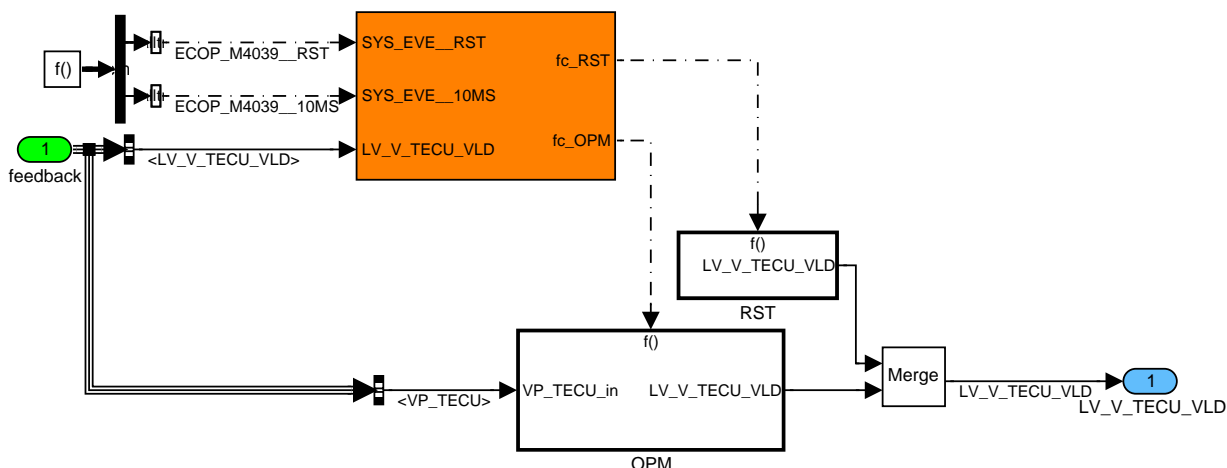 f()
ECOP_M4039__RST
ECOP_M4039__10MS
SYS_EVE__RST
SYS_EVE__10MS
LV_V_TECU_VLD
fc_RST
fc_OPM
1
feedback
<LV_V_TECU_VLD>
f()
LV_V_TECU_VLD
RST
f()
VP_TECU_in
LV_V_TECU_VLD
OPM
<VP_TECU>
Merge
LV_V_TECU_VLD
1
LV_V_TECU_VLD